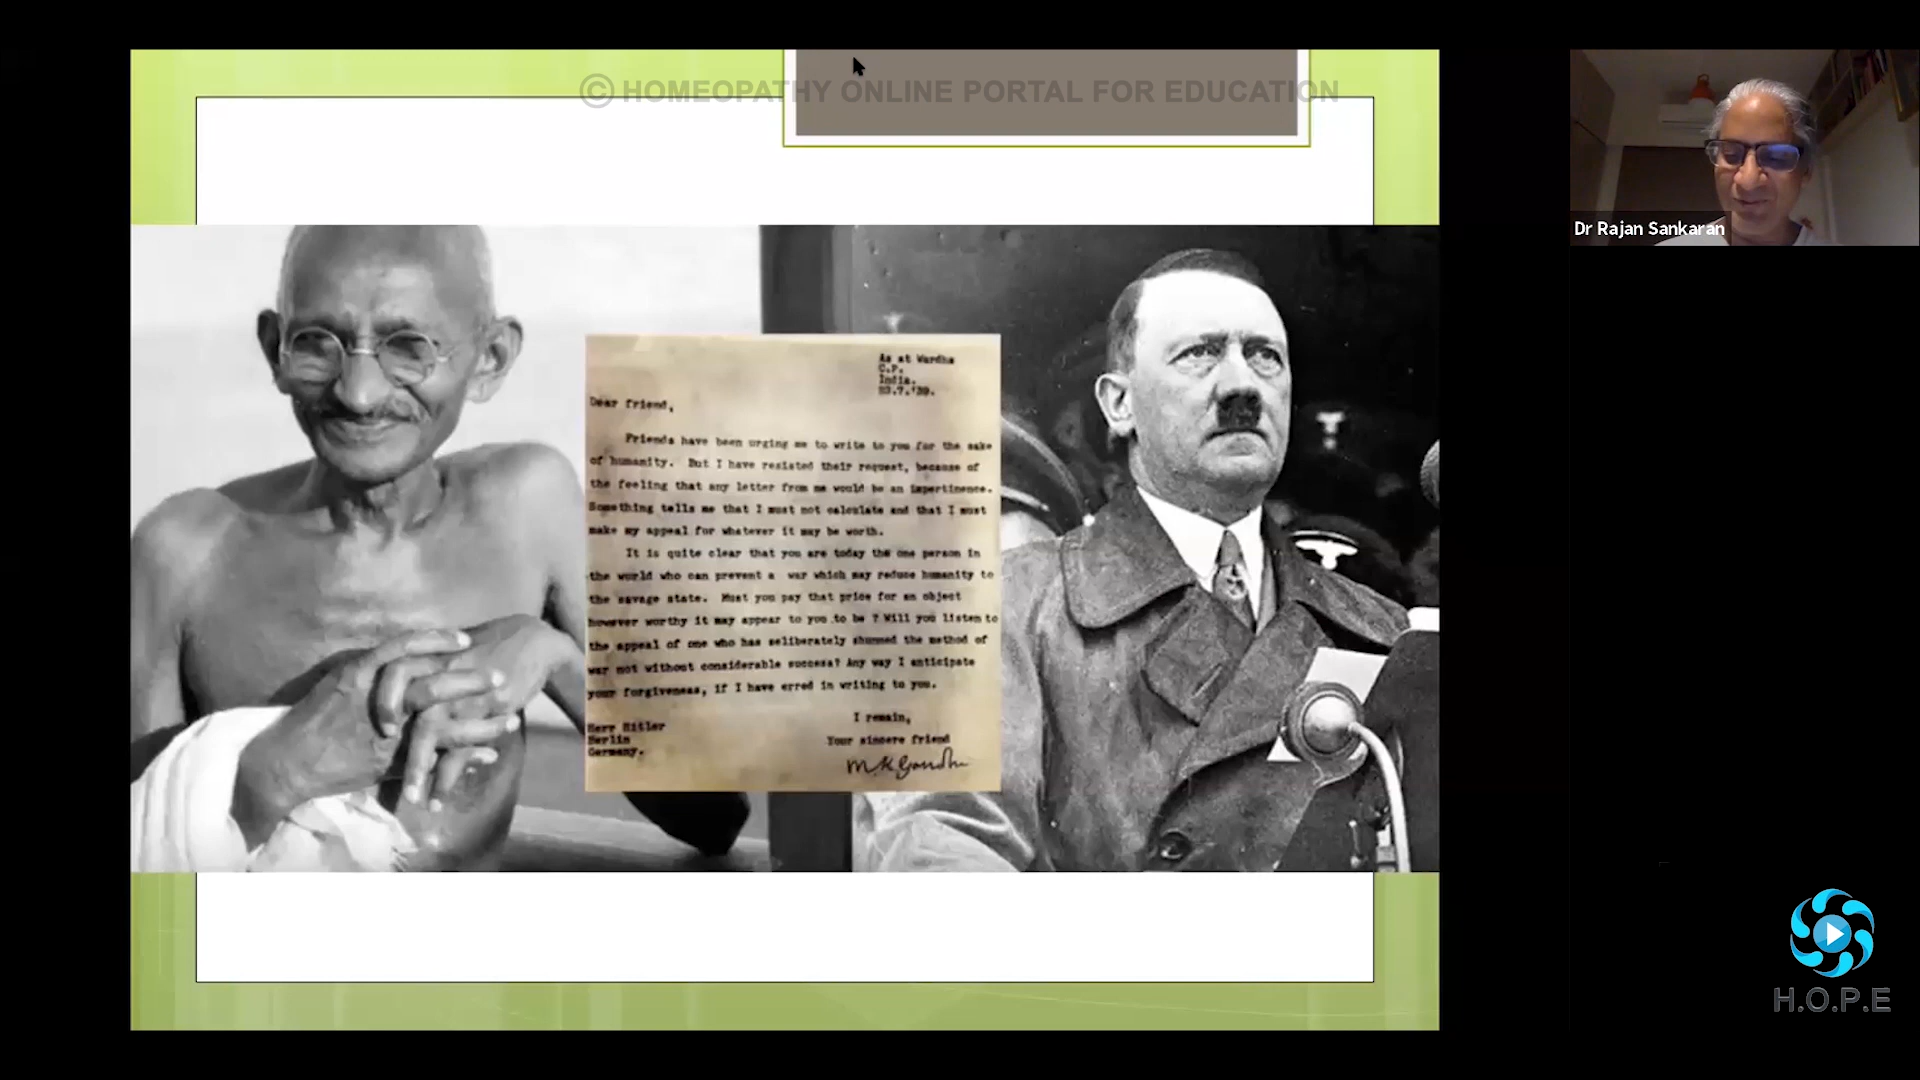 © HOMEOPATHY ONLINE PORTAL FOR EDUCATION
Dr Rajan Sankaran
As at Wardha
C.P.
India.
23.7.'39.
Dear friend,
Friends have been urging me to write to you for the sake
of humanity. But I have resisted their request, because of
the feeling that any letter from me would be an impertinence.
Something tells me that I must not calculate and that I must
make my appeal for whatever it may be worth.
It is quite clear that you are today the one person in
the world who can prevent a war which may reduce humanity to
the savage state. Must you pay that price for an object
however worthy it may appear to you to be ? Will you listen to
the appeal of one who has seliberately shunned the method of
war not without considerable success? Any way I anticipate
your forgiveness, if I have erred in writing to you.
I remain,
Your sincere friend
M.K.Gandhi
Herr Hitler
Berlin
Germany.
H.O.P.E